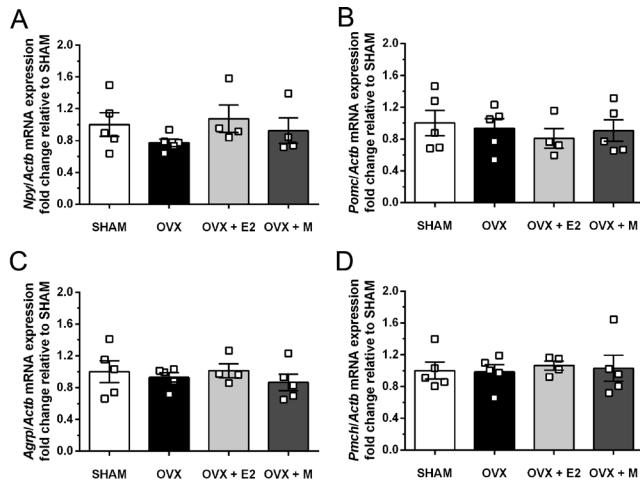 A
Npy/Actb mRNA expression
fold change relative to SHAM
2.0
1.6
1.2
0.8
0.4
0.0
SHAM OVX OVX + E2 OVX + M
B
Pomc/Actb mRNA expression
fold change relative to SHAM
2.0
1.6
1.2
0.8
0.4
0.0
SHAM OVX OVX + E2 OVX + M
C
Agrp/Actb mRNA expression
fold change relative to SHAM
2.0
1.6
1.2
0.8
0.4
0.0
SHAM OVX OVX + E2 OVX + M
D
Pmch/Actb mRNA expression
fold change relative to SHAM
2.0
1.6
1.2
0.8
0.4
0.0
SHAM OVX OVX + E2 OVX + M